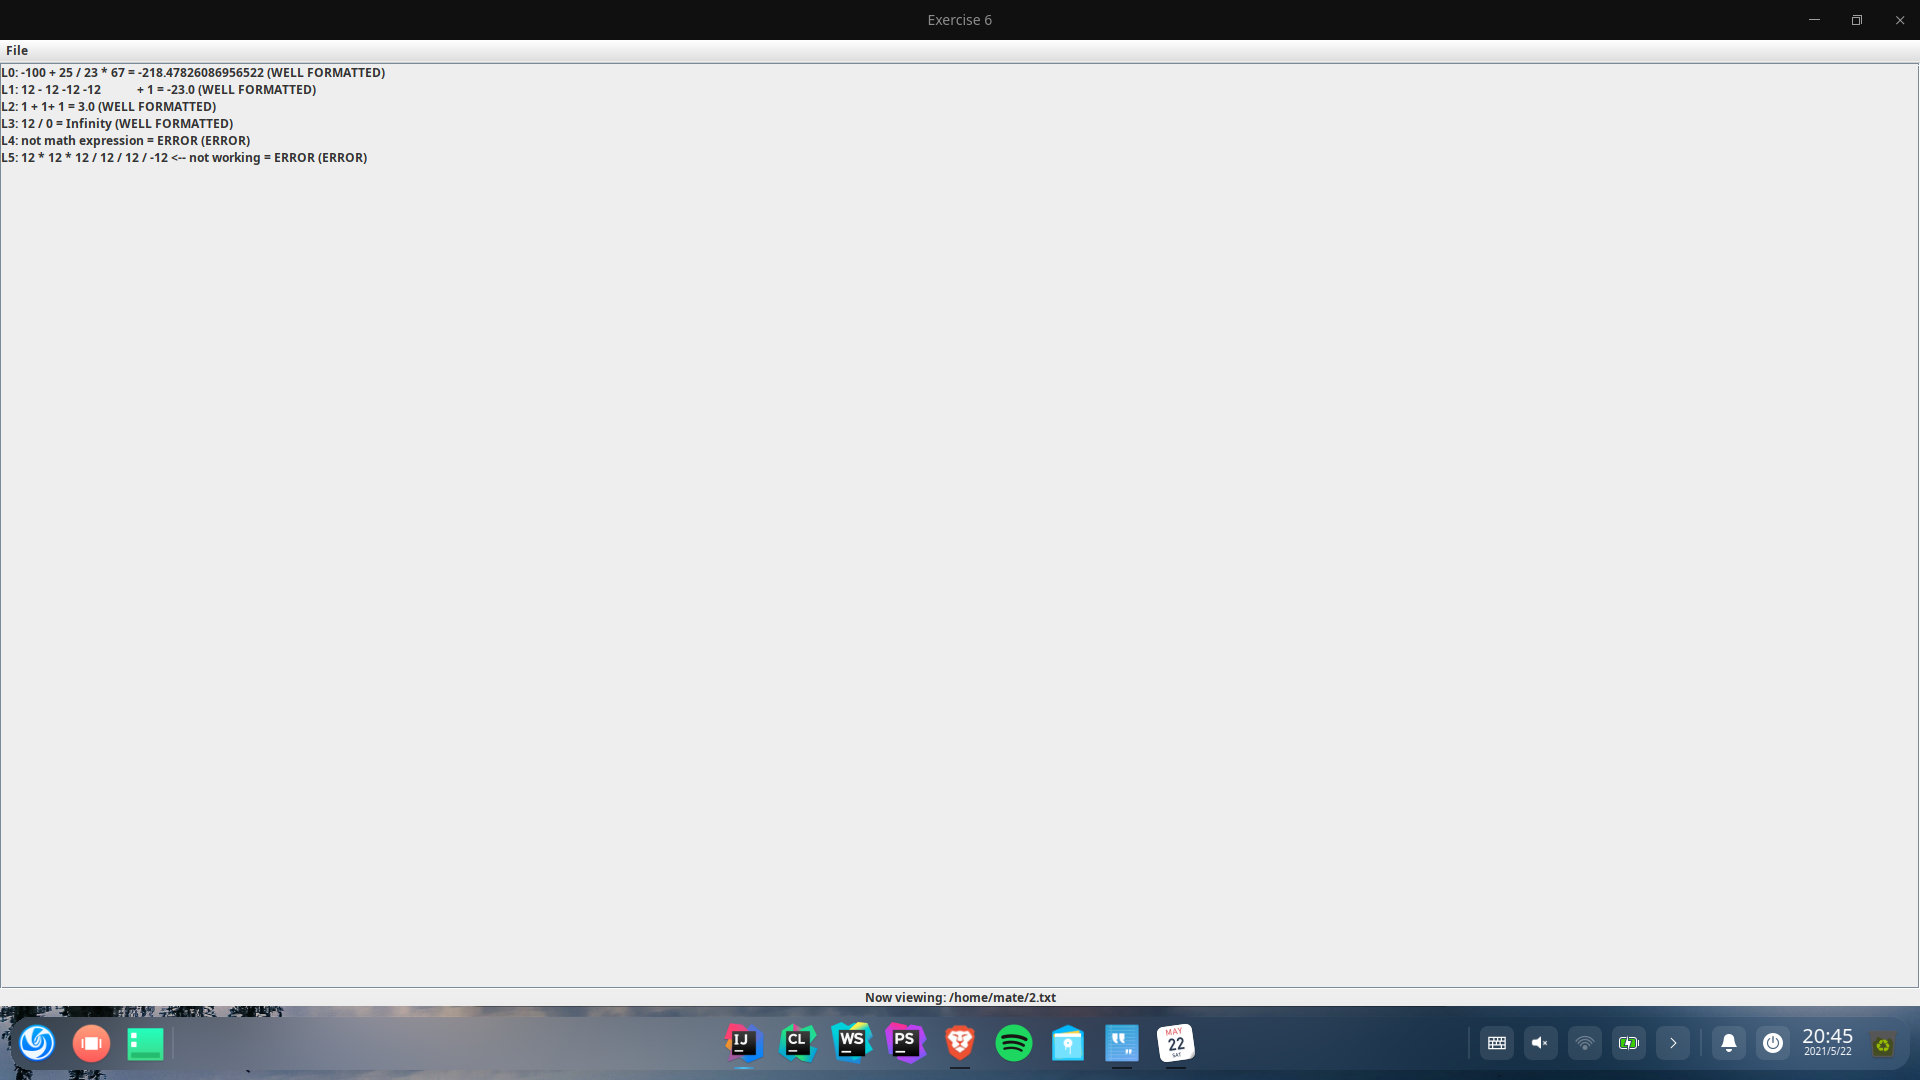 Exercise 6
File
L0: -100 + 25 / 23 * 67 = -218.47826086956522 (WELL FORMATTED)
L1: 12 - 12 -12 -12            + 1 = -23.0 (WELL FORMATTED)
L2: 1 + 1+ 1 = 3.0 (WELL FORMATTED)
L3: 12 / 0 = Infinity (WELL FORMATTED)
L4: not math expression = ERROR (ERROR)
L5: 12 * 12 * 12 / 12 / 12 / -12 <-- not working = ERROR (ERROR)
Now viewing: /home/mate/2.txt
IJ
CL
WS
PS
MAY
22
SAT
20:45
2021/5/22